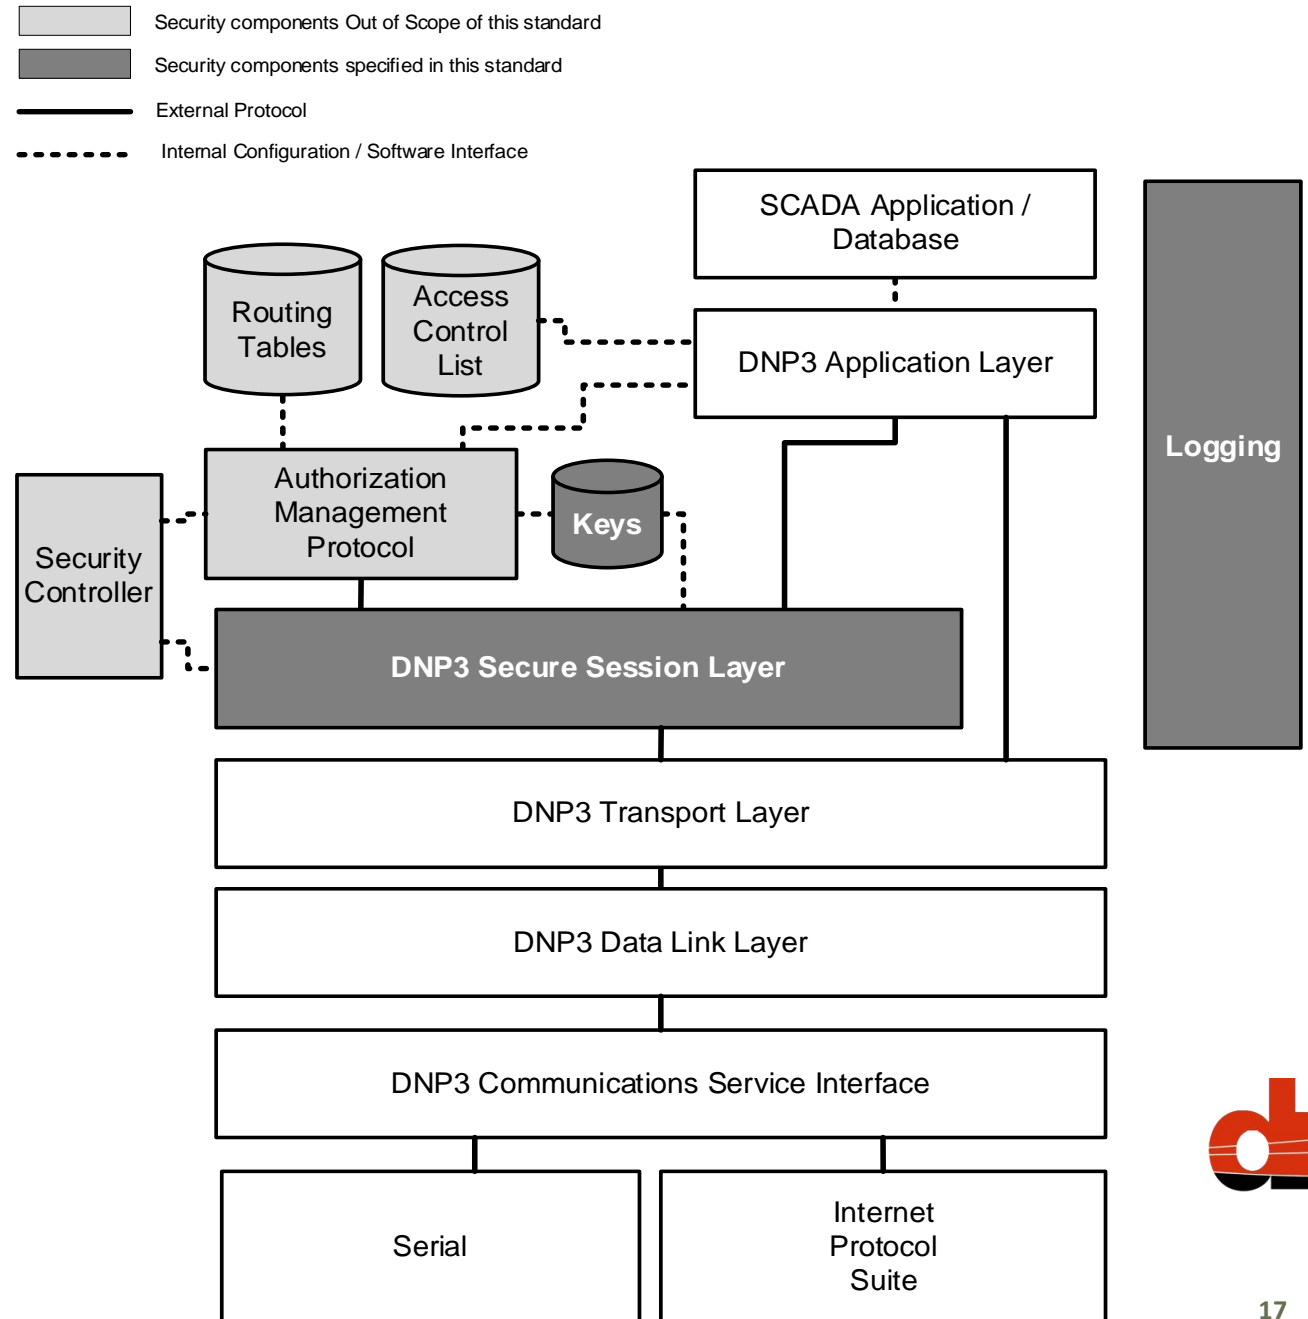 Security components Out of Scope of this standard
Security components specified in this standard
External Protocol
Internal Configuration / Software Interface
SCADA Application /
Database
Routing
Tables
Access
Control
List
DNP3 Application Layer
Logging
Authorization
Management
Protocol
Keys
Security
Controller
DNP3 Secure Session Layer
DNP3 Transport Layer
DNP3 Data Link Layer
DNP3 Communications Service Interface
Serial
Internet
Protocol
Suite
17